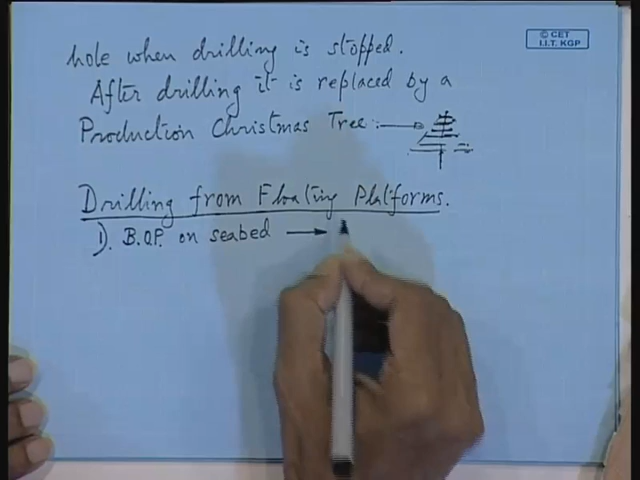 © CET
I.I.T. KGP
hole when drilling is stopped.
After drilling it is replaced by a
Production Christmas Tree :
Drilling from Floating Platforms.
1). B.O.P. on seabed